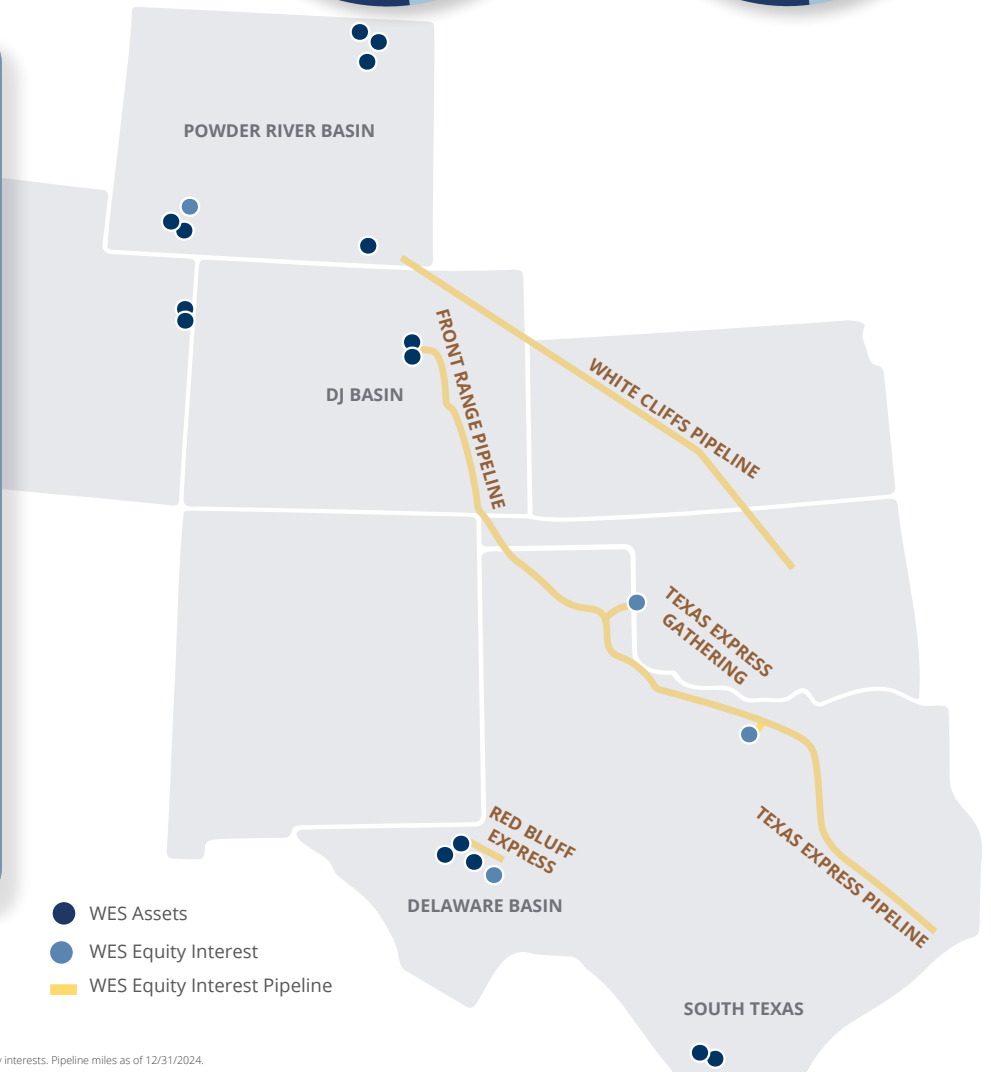 POWDER RIVER BASIN
FRONT RANGE PIPELINE
WHITE CLIFFS PIPELINE
DJ BASIN
TEXAS EXPRESS
GATHERING
RED BLUFF
EXPRESS
TEXAS EXPRESS PIPELINE
DELAWARE BASIN
WES Assets
WES Equity Interest
WES Equity Interest Pipeline
SOUTH TEXAS
interests. Pipeline miles as of 12/31/2024.